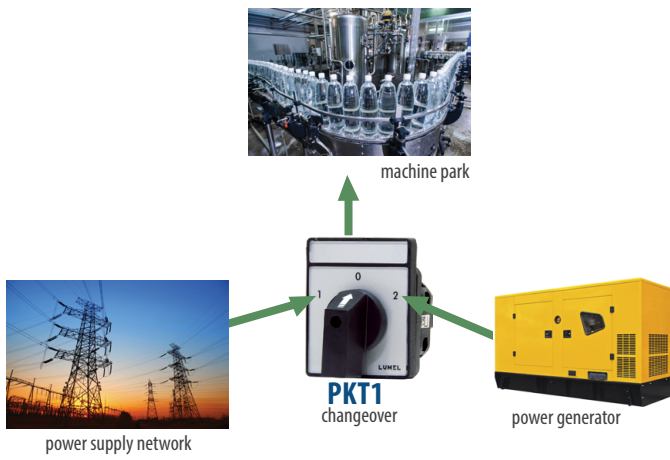 machine park
0
1
2
LUMEL
PKT1
changeover
power supply network
power generator